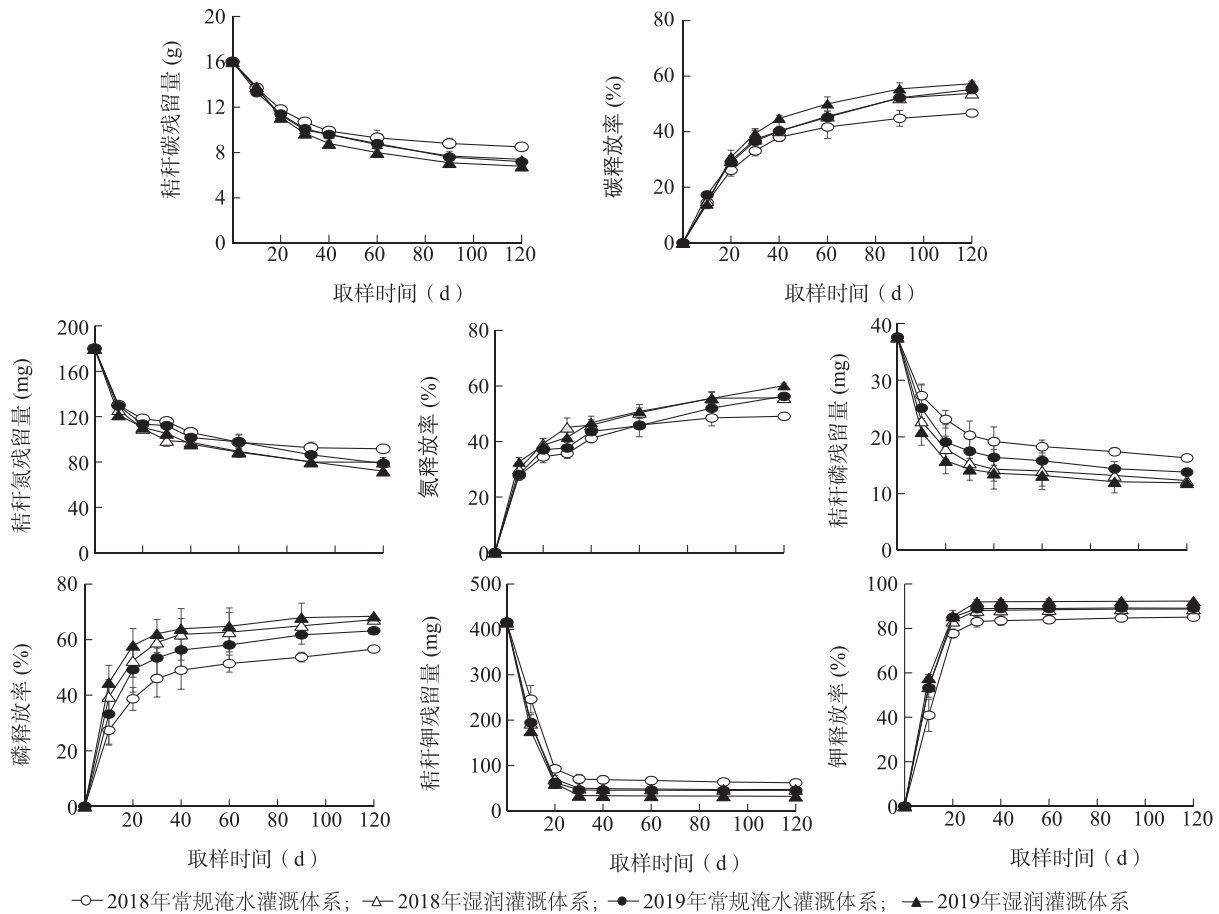 秸秆碳残留量 (g)
20
16
12
8
4
0
20 40 60 80 100 120
取样时间（d）
碳释放率 (%)
80
60
40
20
0
20 40 60 80 100 120
取样时间（d）
秸秆氮残留量 (mg)
200
160
120
80
40
0
氮释放率 (%)
80
60
40
20
0
秸秆磷残留量 (mg)
40
30
20
10
0
磷释放率 (%)
80
60
40
20
0
20 40 60 80 100 120
取样时间（d）
秸秆钾残留量 (mg)
500
400
300
200
100
0
20 40 60 80 100 120
取样时间（d）
钾释放率 (%)
100
80
60
40
20
0
20 40 60 80 100 120
取样时间（d）
2018年常规淹水灌溉体系； 2018年湿润灌溉体系； 2019年常规淹水灌溉体系； 2019年湿润灌溉体系